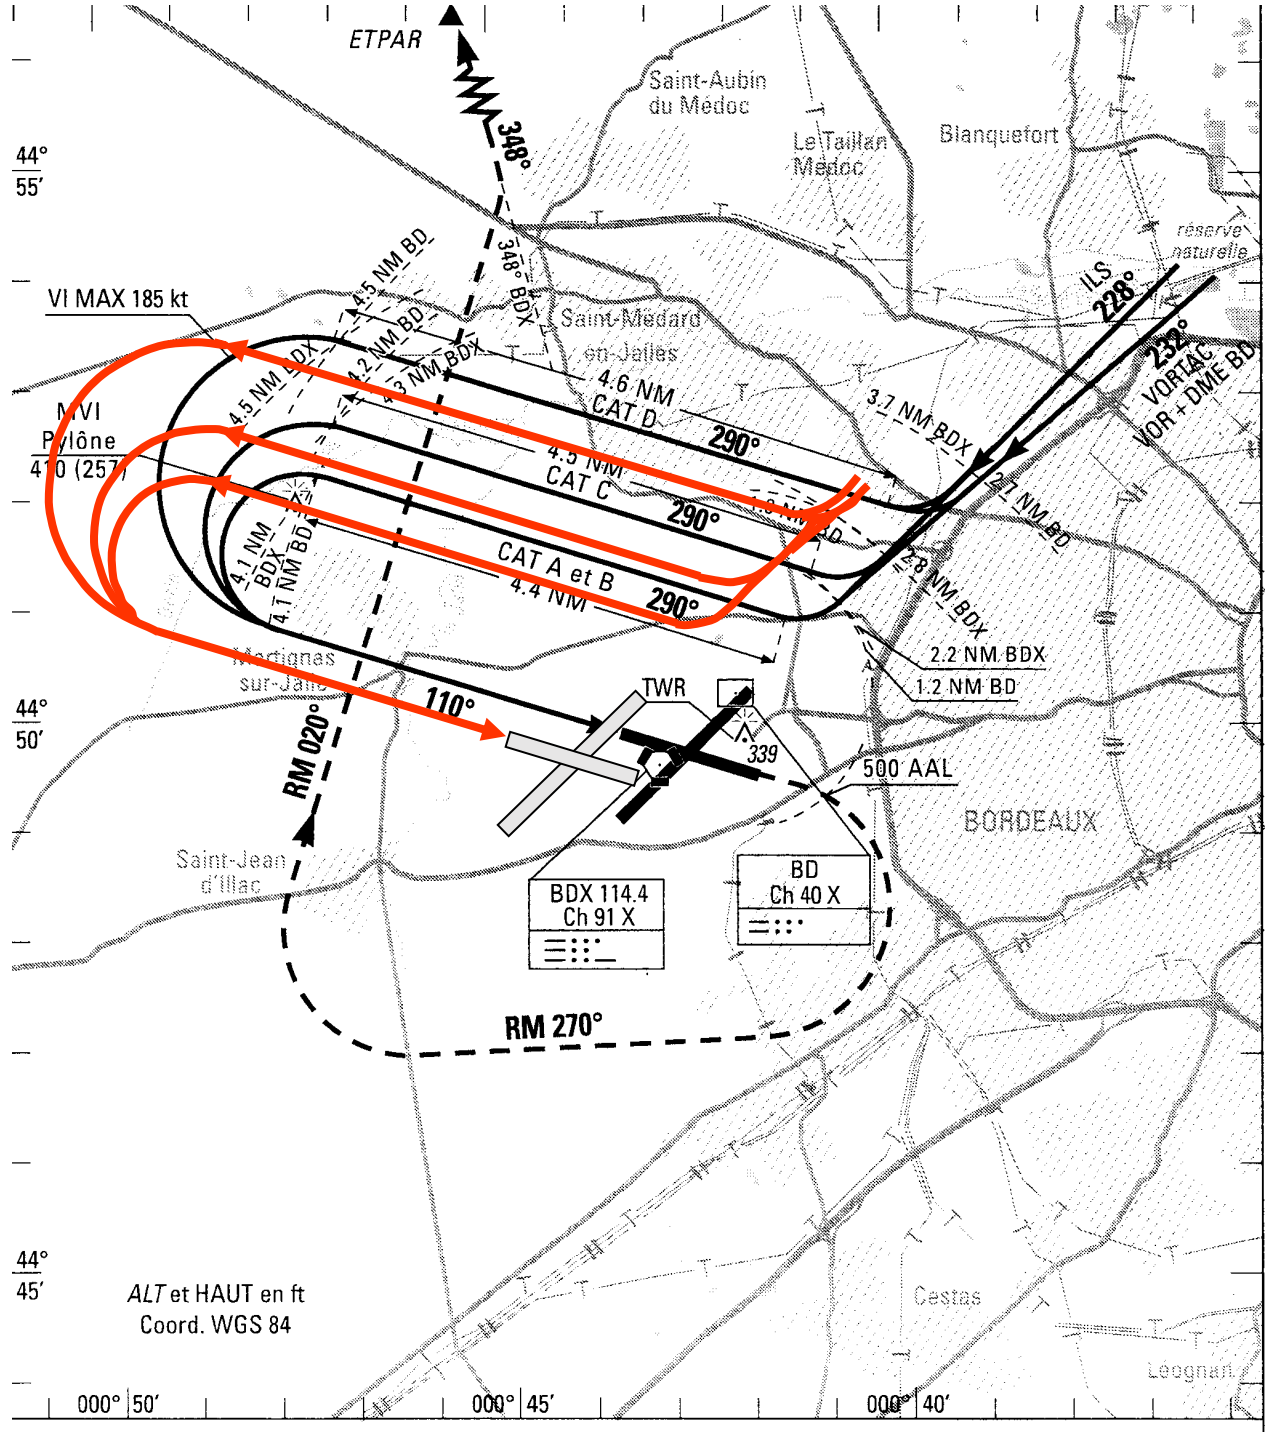 ETPAR
348°
Saint-Aubin
du Médoc
Le Taillan
Médoc
Blanquefort
44°
55'
réserve
naturelle
348° BDX
4.5 NM BD
ILS
228°
VI MAX 185 kt
4.2 NM BD
Saint-Médard
en-Jalles
232°
VORTAC
VOR + DME BD
4.5 NM BDX
4.3 NM BDX
4.6 NM
CAT D
290°
3.7 NM BDX
MVI
Pylône
410 (257)
4.5 NM
CAT C
290°
1.8 NM BD
2.7 NM BD
4.1 NM
BDX
4.1 NM BD
CAT A et B
4.4 NM
290°
2.8 NM BDX
2.2 NM BDX
1.2 NM BD
Martignas
sur-Jalle
110°
TWR
44°
50'
RM 020°
339
500 AAL
BORDEAUX
Saint-Jean
d'Illac
BDX 114.4
Ch 91 X
BD
Ch 40 X
RM 270°
44°
45'
ALT et HAUT en ft
Coord. WGS 84
Cestas
Leognan
000° 50'
000° 45'
000° 40'